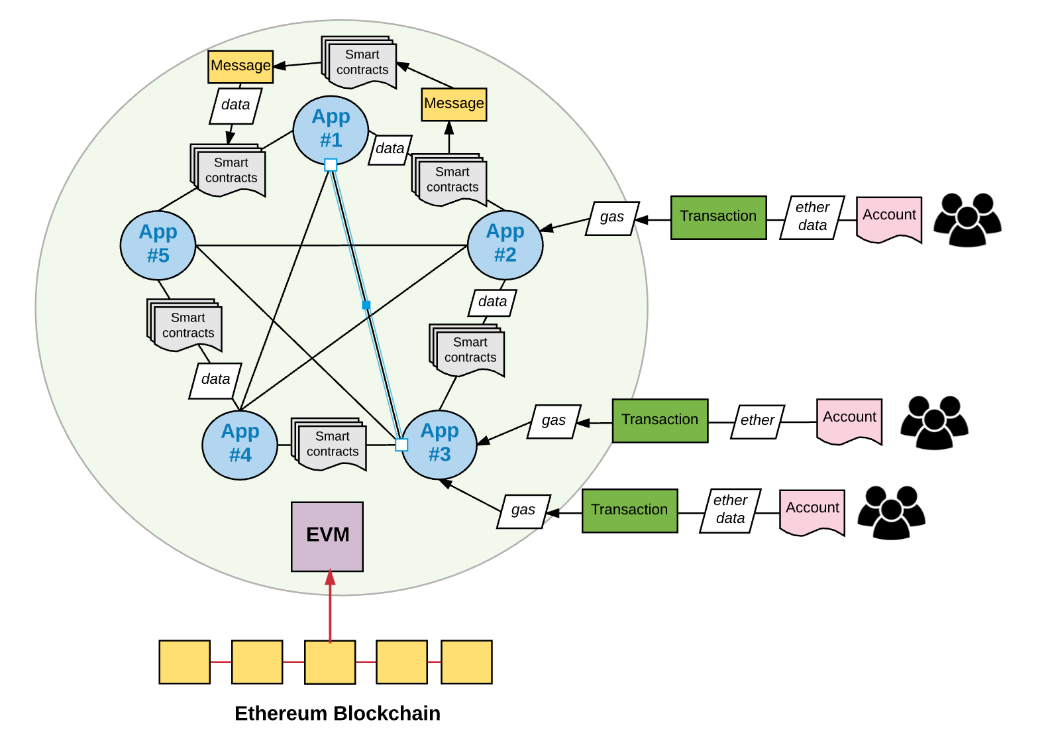 Smart
contracts
Message
Message
data
App
#1
data
Smart
contracts
Smart
contracts
App
#5
App
#2
gas
Transaction
ether
data
Account
data
Smart
contracts
Smart
contracts
data
App
#4
Smart
contracts
App
#3
gas
Transaction
ether
Account
gas
Transaction
ether
data
Account
EVM
Ethereum Blockchain